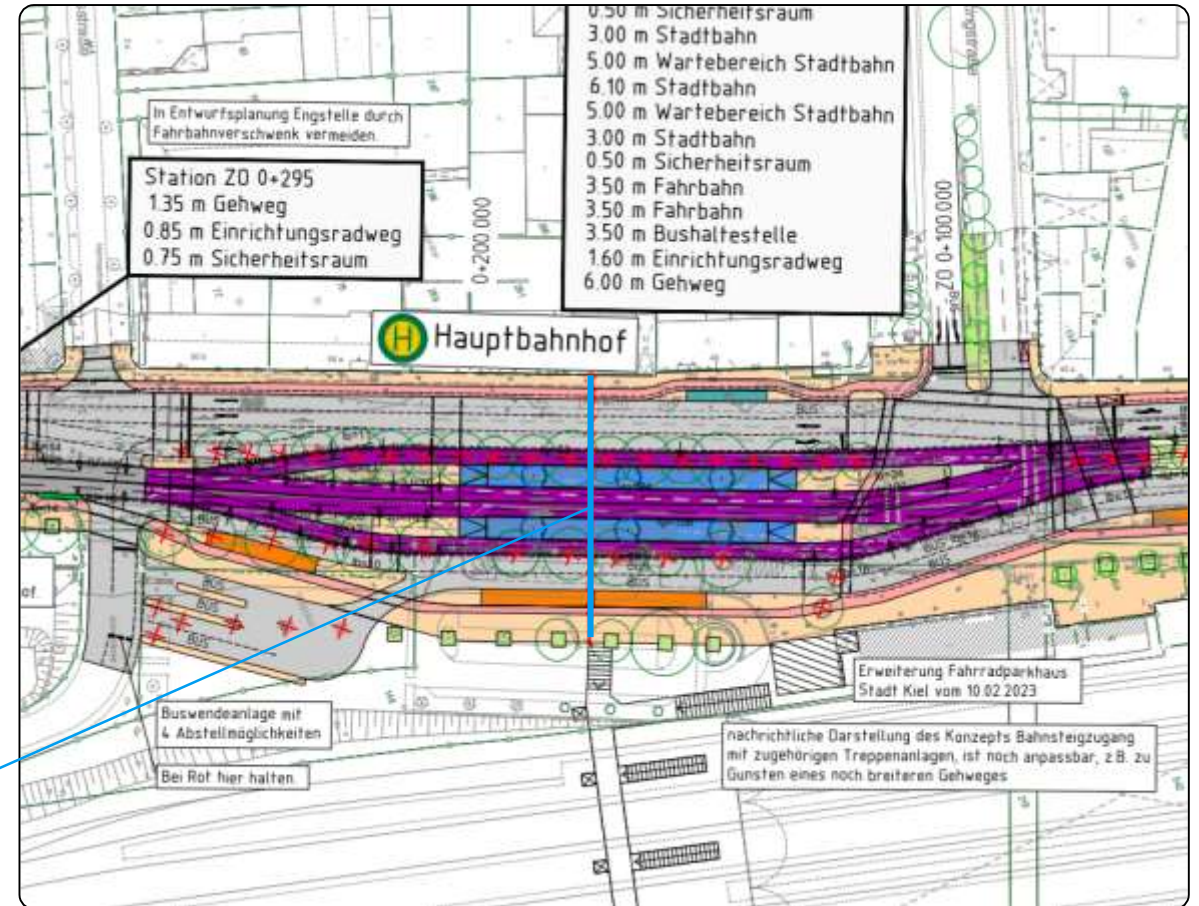 0.50 m Sicherheitsraum
3.00 m Stadtbahn
5.00 m Wartebereich Stadtbahn
6.10 m Stadtbahn
5.00 m Wartebereich Stadtbahn
3.00 m Stadtbahn
0.50 m Sicherheitsraum
3.50 m Fahrbahn
3.50 m Fahrbahn
3.50 m Bushaltestelle
1.60 m Einrichtungsradweg
6.00 m Gehweg
In Entwurfsplanung Engstelle durch
Fahrbahnverschwenk vermeiden.
Station ZO 0+295
1.35 m Gehweg
0.85 m Einrichtungsradweg
0.75 m Sicherheitsraum
0+200 000
ZO 0+100 000
H Hauptbahnhof
BUS
BUS
BUS
BUS
BUS
BUS
BUS
Erweiterung Fahrradparkhaus
Stadt Kiel vom 10.02.2023
Buswendeanlage mit
4 Abstellmöglichkeiten
Bei Rot hier halten.
nachrichtliche Darstellung des Konzepts Bahnsteigzugang
mit zugehörigen Treppenanlagen, ist noch anpassbar, z.B. zu
Gunsten eines noch breiteren Gehweges